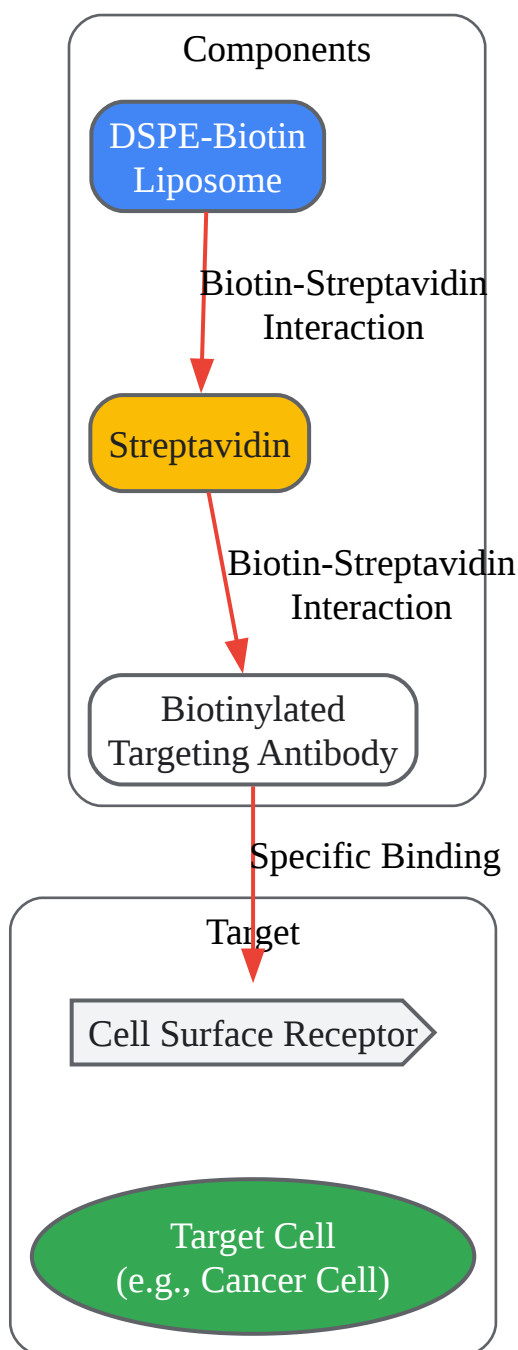 Components
DSPE-Biotin
Liposome
Biotin-Streptavidin
Interaction
Streptavidin
Biotin-Streptavidin
Interaction
Biotinylated
Targeting Antibody
Specific Binding
Target
Cell Surface Receptor
Target Cell
(e.g., Cancer Cell)